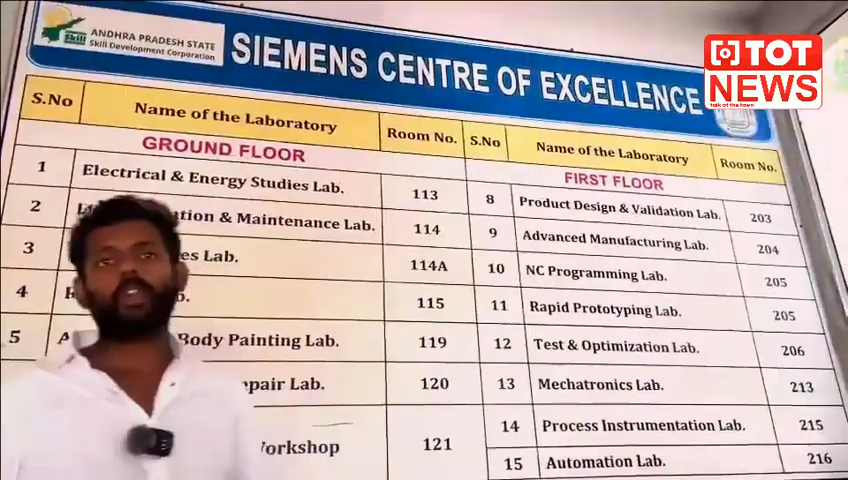 ANDHRA PRADESH STATE
Skill Development Corporation
SIEMENS CENTRE OF EXCELLENCE
TOT
NEWS
talk of the town
S.No Name of the Laboratory Room No. S.No Name of the Laboratory Room No.
GROUND FLOOR FIRST FLOOR
1 Electrical & Energy Studies Lab. 113 8 Product Design & Validation Lab. 203
2 & Maintenance Lab. 114 9 Advanced Manufacturing Lab. 204
3 Lab. 114A 10 NC Programming Lab. 205
4 115 11 Rapid Prototyping Lab. 205
5 Body Painting Lab. 119 12 Test & Optimization Lab. 206
Lab. 120 13 Mechatronics Lab. 213
Workshop 121 14 Process Instrumentation Lab. 215
15 Automation Lab. 216